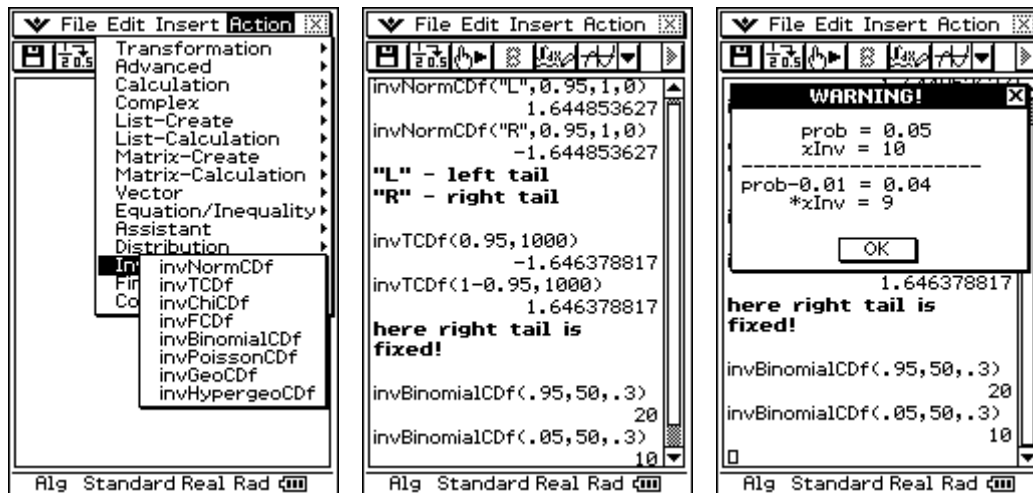 File Edit Insert Action
Transformation
Advanced
Calculation
Complex
List-Create
List-Calculation
Matrix-Create
Matrix-Calculation
Vector
Equation/Inequality
Assistant
Distribution
In
Fin
Co
invNormCDf
invTCDf
invChiCDf
invFCDf
invBinomialCDf
invPoissonCDf
invGeoCDf
invHypergeoCDf
Alg Standard Real Rad
File Edit Insert Action
invNormCDf("L",0.95,1,0)
1.644853627
invNormCDf("R",0.95,1,0)
-1.644853627
"L" - left tail
"R" - right tail
invTCDf(0.95,1000)
-1.646378817
invTCDf(1-0.95,1000)
1.646378817
here right tail is
fixed!
invBinomialCDf(.95,50,.3)
20
invBinomialCDf(.05,50,.3)
10
Alg Standard Real Rad
File Edit Insert Action
WARNING!
prob = 0.05
xInv = 10
prob-0.01 = 0.04
*xInv = 9
OK
1.646378817
here right tail is
fixed!
invBinomialCDf(.95,50,.3)
20
invBinomialCDf(.05,50,.3)
10
Alg Standard Real Rad